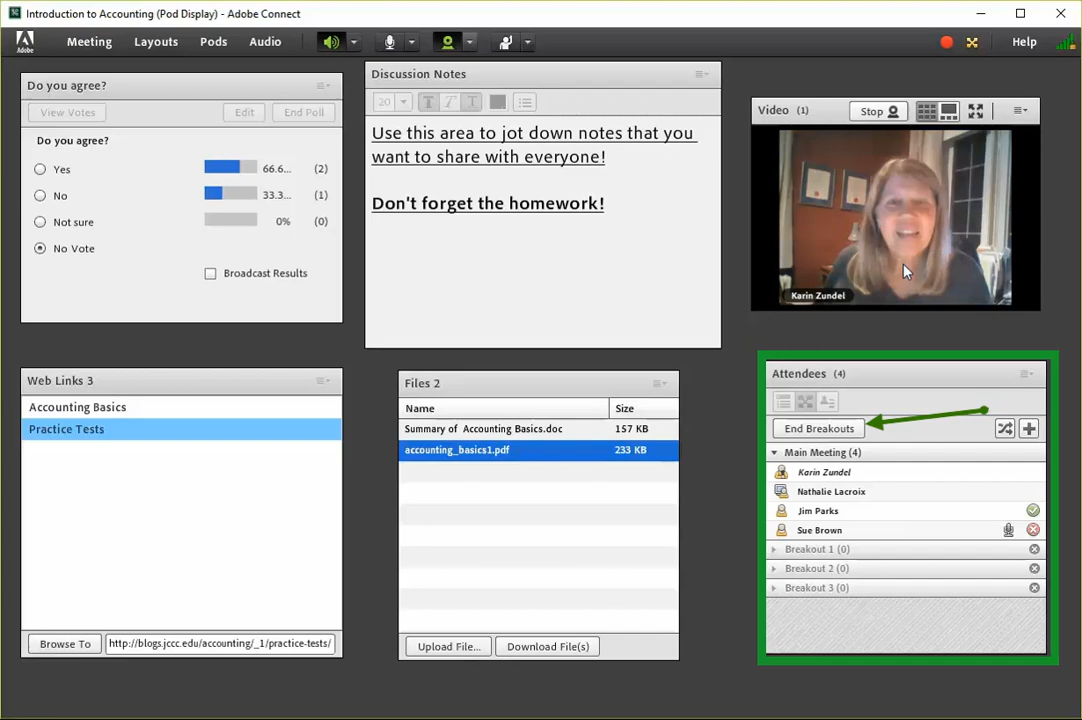 Introduction to Accounting (Pod Display) - Adobe Connect
Adobe
Meeting Layouts Pods Audio Help
Do you agree?
View Votes Edit End Poll
Do you agree?
Yes 66.6... (2)
No 33.3... (1)
Not sure 0% (0)
No Vote
Broadcast Results
Discussion Notes
20 T T T
Use this area to jot down notes that you
want to share with everyone!
Don't forget the homework!
Video (1) Stop
Karin Zundel
Web Links 3
Accounting Basics
Practice Tests
Browse To http://blogs.jccc.edu/accounting/_1/practice-tests/
Files 2
Name Size
Summary of Accounting Basics.doc 157 KB
accounting_basics1.pdf 233 KB
Upload File... Download File(s)
Attendees (4)
End Breakouts
Main Meeting (4)
Karin Zundel
Nathalie Lacroix
Jim Parks
Sue Brown
Breakout 1 (0)
Breakout 2 (0)
Breakout 3 (0)